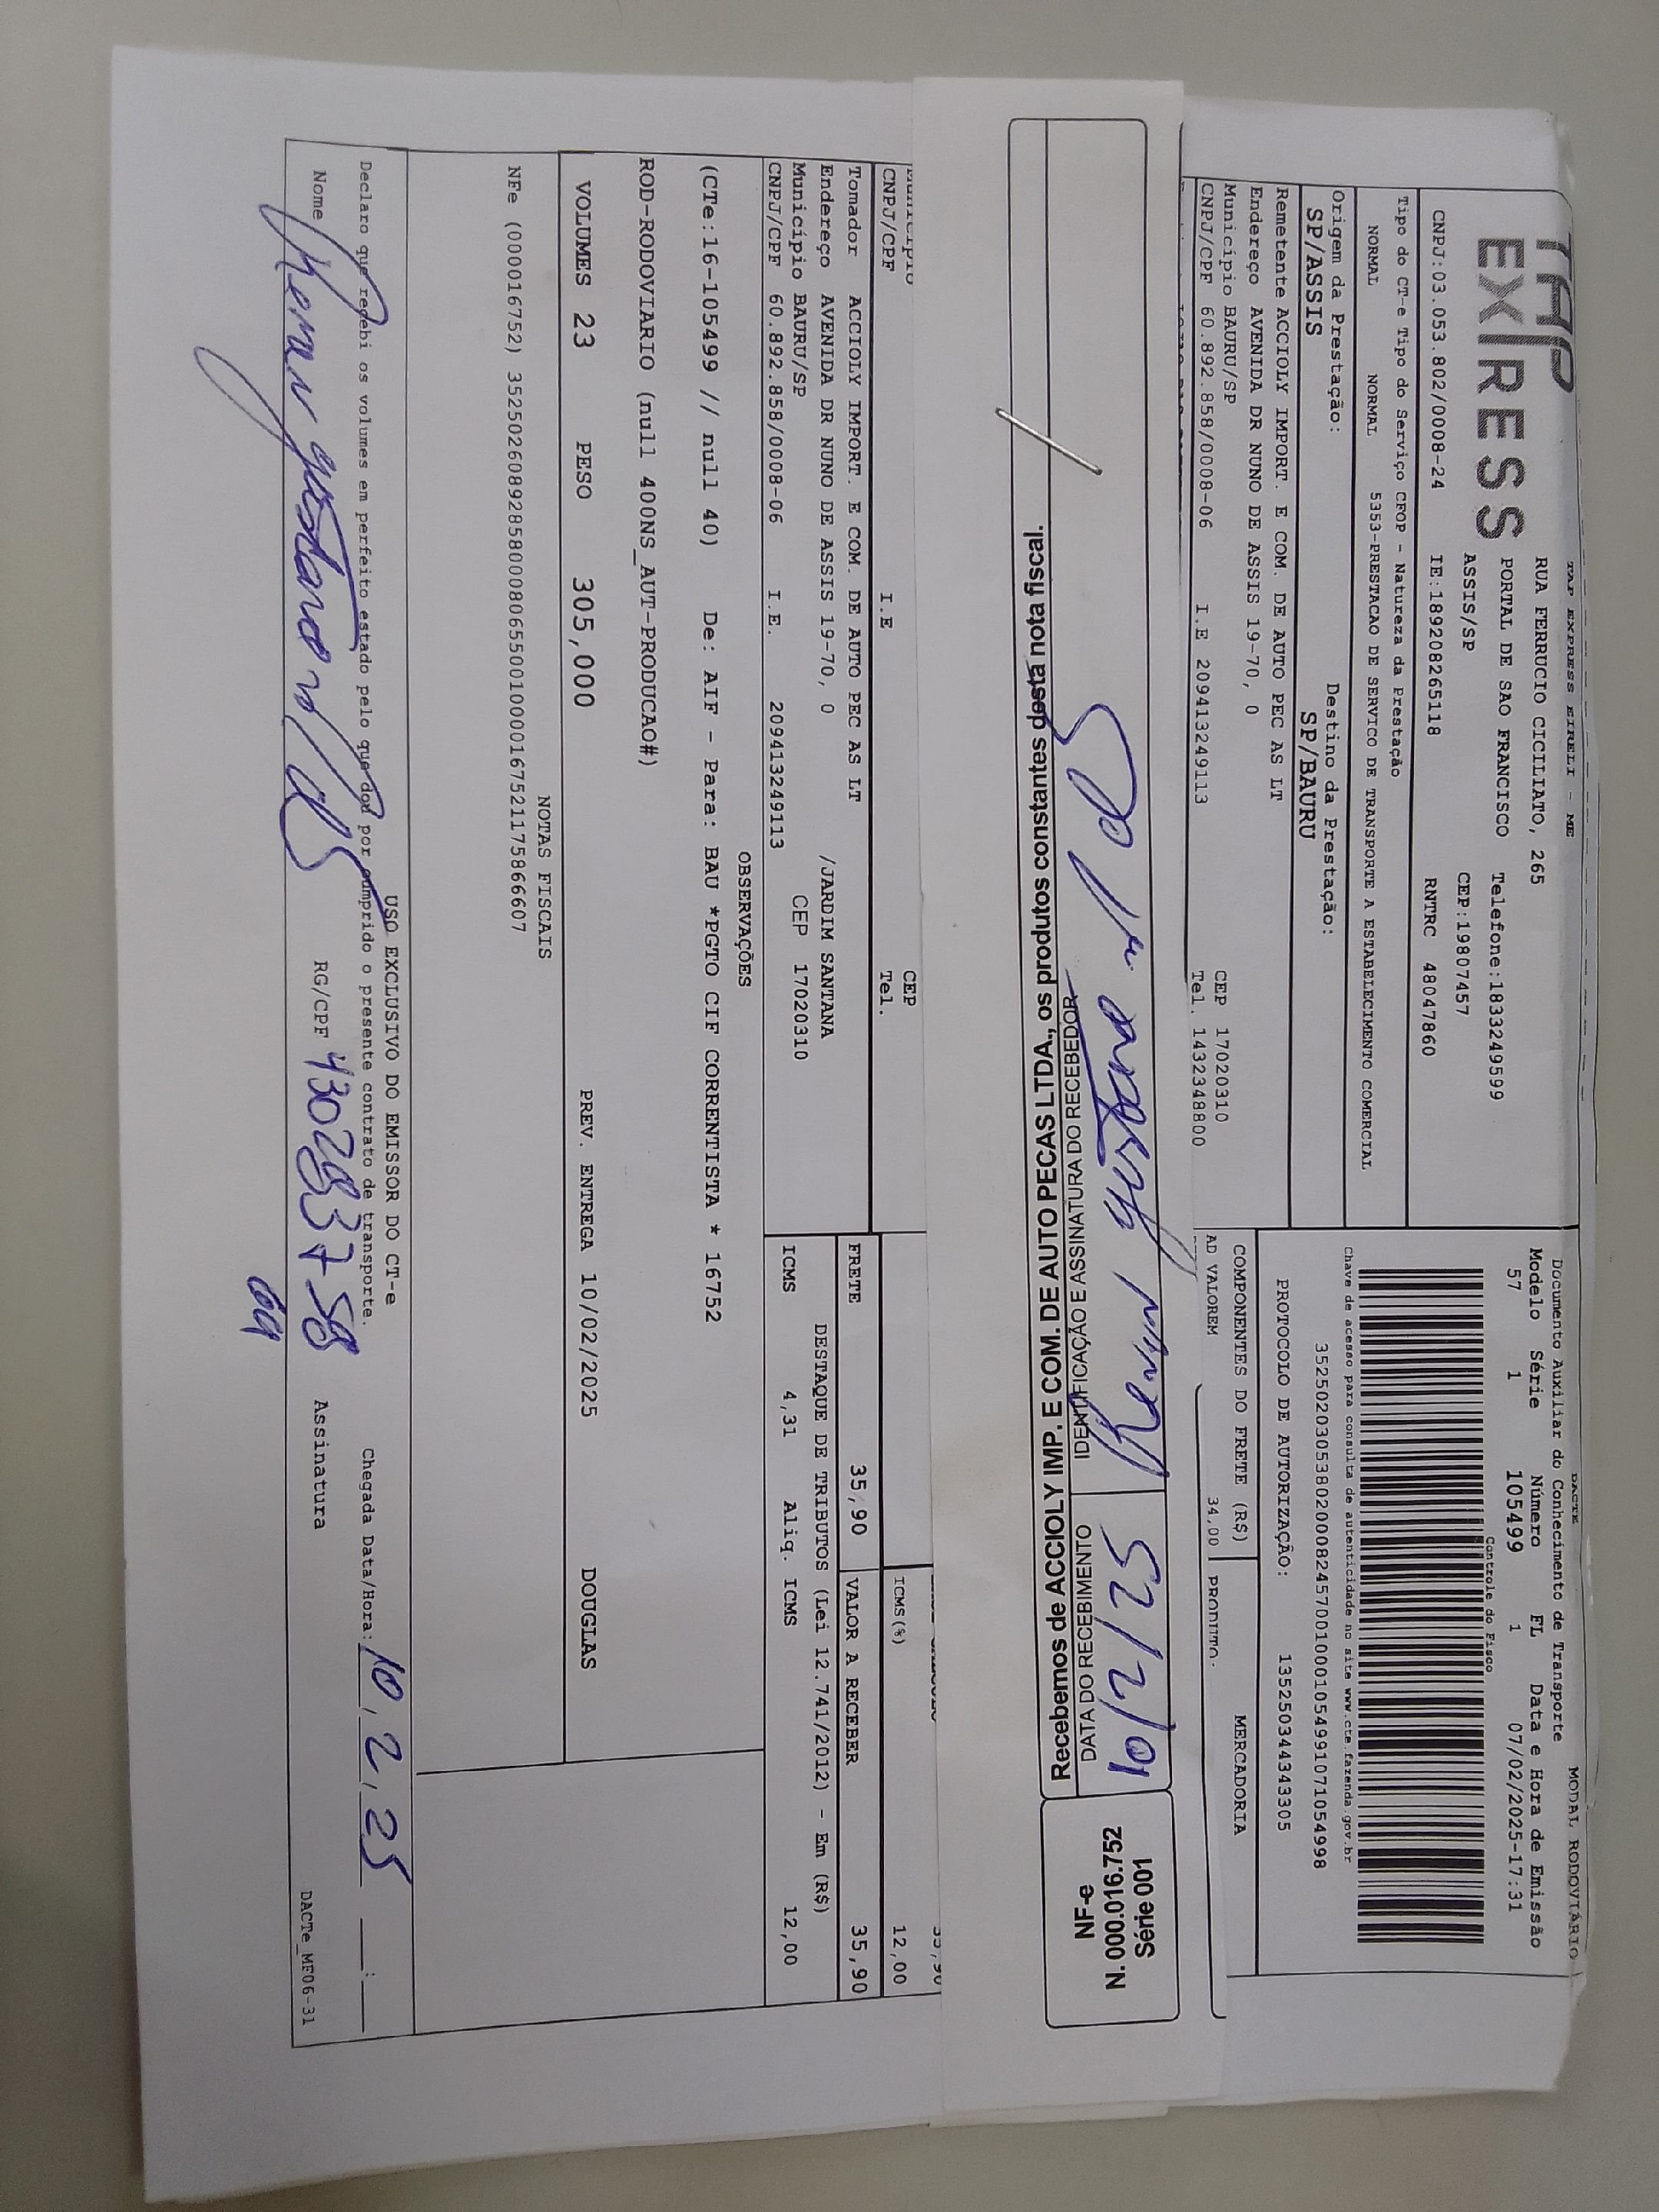 TAP EXPRESS EIRELI - ME
TAP
EXPRESS
RUA FERRUCIO CICILIATO, 265
PORTAL DE SAO FRANCISCO Telefone:1833249599
ASSIS/SP CEP:19807457
CNPJ:03.053.802/0008-24 IE:189208265118 RNTRC 48047860
DACTE MODAL RODOVIÁRIO
Documento Auxiliar do Conhecimento de Transporte
Modelo Série Número FL Data e Hora de Emissão
57 1 105499 1 07/02/2025-17:31
Controle do Fisco
Chave de acesso para consulta de autenticidade no site www.cte.fazenda.gov.br
35250203053802000824570010001054991071054998
PROTOCOLO DE AUTORIZAÇÃO: 135250344343305
Tipo do CT-e Tipo do Serviço CFOP - Natureza da Prestação
NORMAL NORMAL 5353-PRESTACAO DE SERVICO DE TRANSPORTE A ESTABELECIMENTO COMERCIAL
Origem da Prestação: Destino da Prestação:
SP/ASSIS SP/BAURU
Remetente ACCIOLY IMPORT. E COM. DE AUTO PEC AS LT
Endereço AVENIDA DR NUNO DE ASSIS 19-70, 0
Município BAURU/SP CEP 17020310
CNPJ/CPF 60.892.858/0008-06 I.E 209413249113 Tel. 1432348800
COMPONENTES DO FRETE (R$) MERCADORIA
AD VALOREM 34,00 PRODUTO:
52/2/01
IDENTIFICAÇÃO E ASSINATURA DO RECEBEDOR DATA DO RECEBIMENTO
Recebemos de ACCIOLY IMP. E COM. DE AUTO PECAS LTDA., os produtos constantes desta nota fiscal.
NF-e
N. 000.016.752
Série 001
Município CEP
CNPJ/CPF I.E Tel.
35,90
ICMS(%) 12,00
Tomador ACCIOLY IMPORT. E COM. DE AUTO PEC AS LT
Endereço AVENIDA DR NUNO DE ASSIS 19-70, 0 /JARDIM SANTANA
Município BAURU/SP CEP 17020310
CNPJ/CPF 60.892.858/0008-06 I.E. 209413249113
FRETE 35,90 VALOR A RECEBER 35,90
DESTAQUE DE TRIBUTOS (Lei 12.741/2012) - Em (R$)
ICMS 4,31 Aliq. ICMS 12,00
OBSERVAÇÕES
(CTe:16-105499 // null 40) De: AIF - Para: BAU *PGTO CIF CORRENTISTA * 16752
ROD-RODOVIARIO (null 400NS_AUT-PRODUCAO#)
VOLUMES 23 PESO 305,000 PREV. ENTREGA 10/02/2025 DOUGLAS
NOTAS FISCAIS
NFe (000016752) 35250260892858000806550010000167521175866607
USO EXCLUSIVO DO EMISSOR DO CT-e
Declaro que recebi os volumes em perfeito estado pelo que dou por cumprido o presente contrato de transporte. Chegada Data/Hora: 10,2,25 __:__
Nome RG/CPF 430283758 Assinatura
69
DACTe_MF06-31